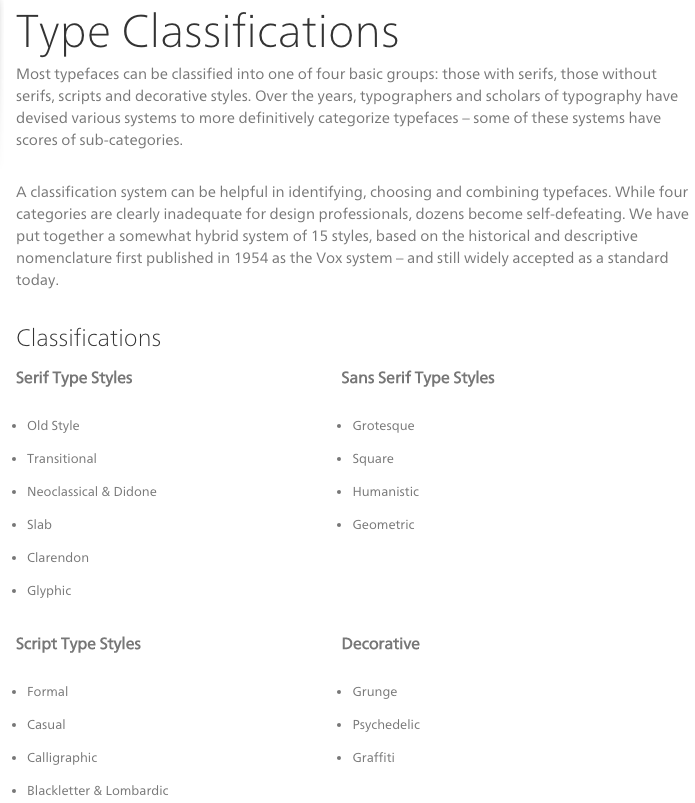 Type Classifications
Most typefaces can be classified into one of four basic groups: those with serifs, those without
serifs, scripts and decorative styles. Over the years, typographers and scholars of typography have
devised various systems to more definitively categorize typefaces – some of these systems have
scores of sub-categories.
A classification system can be helpful in identifying, choosing and combining typefaces. While four
categories are clearly inadequate for design professionals, dozens become self-defeating. We have
put together a somewhat hybrid system of 15 styles, based on the historical and descriptive
nomenclature first published in 1954 as the Vox system – and still widely accepted as a standard
today.
Classifications
Serif Type Styles
• Old Style
• Transitional
• Neoclassical & Didone
• Slab
• Clarendon
• Glyphic
Sans Serif Type Styles
• Grotesque
• Square
• Humanistic
• Geometric
Script Type Styles
• Formal
• Casual
• Calligraphic
• Blackletter & Lombardic
Decorative
• Grunge
• Psychedelic
• Graffiti